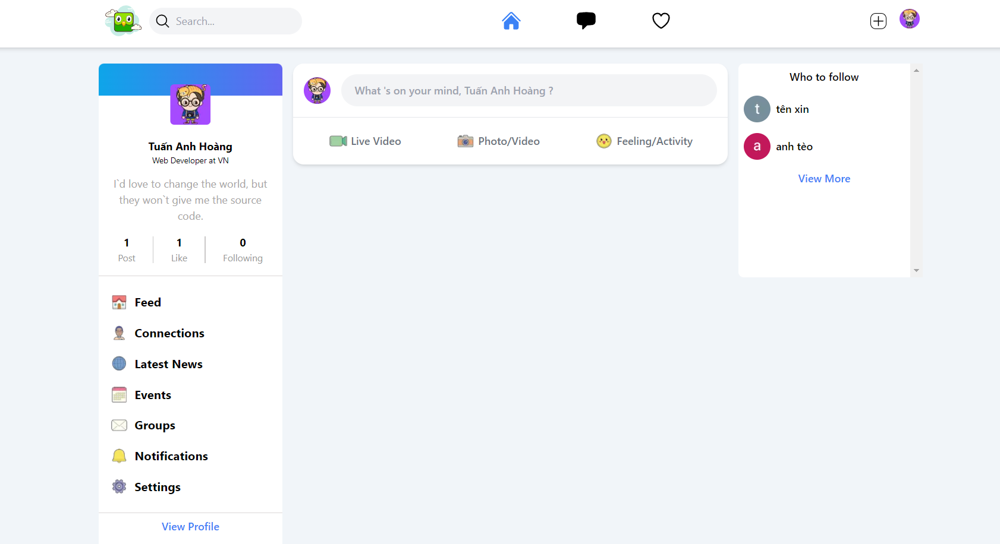 Search...
Tuấn Anh Hoàng
Web Developer at VN
I`d love to change the world, but
they won`t give me the source
code.
1
Post
1
Like
0
Following
Feed
Connections
Latest News
Events
Groups
Notifications
Settings
View Profile
What 's on your mind, Tuấn Anh Hoàng ?
Live Video
Photo/Video
Feeling/Activity
Who to follow
t
tên xin
a
anh tèo
View More